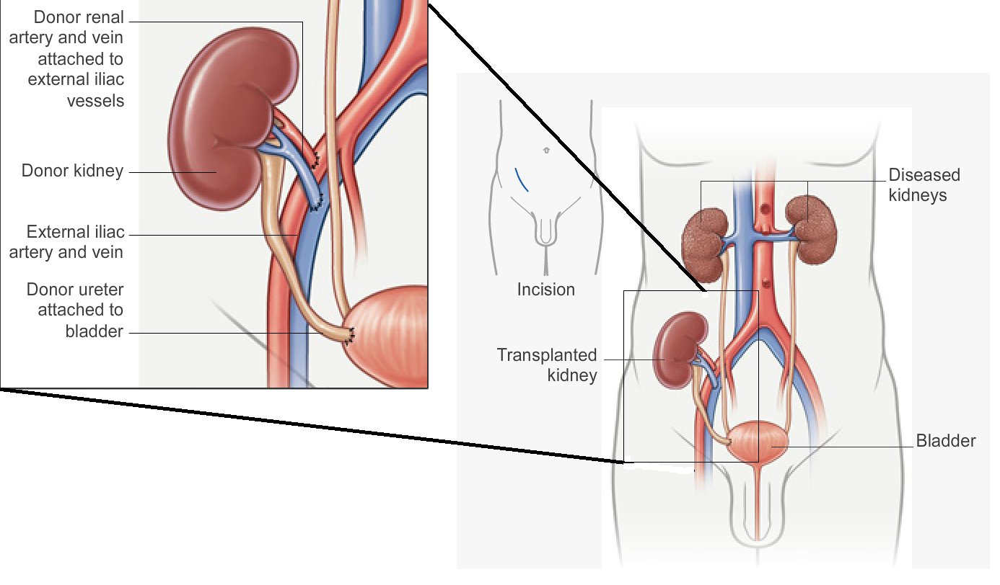 Donor renal
artery and vein
attached to
external iliac
vessels
Donor kidney
External iliac
artery and vein
Donor ureter
attached to
bladder
Incision
Diseased
kidneys
Transplanted
kidney
Bladder